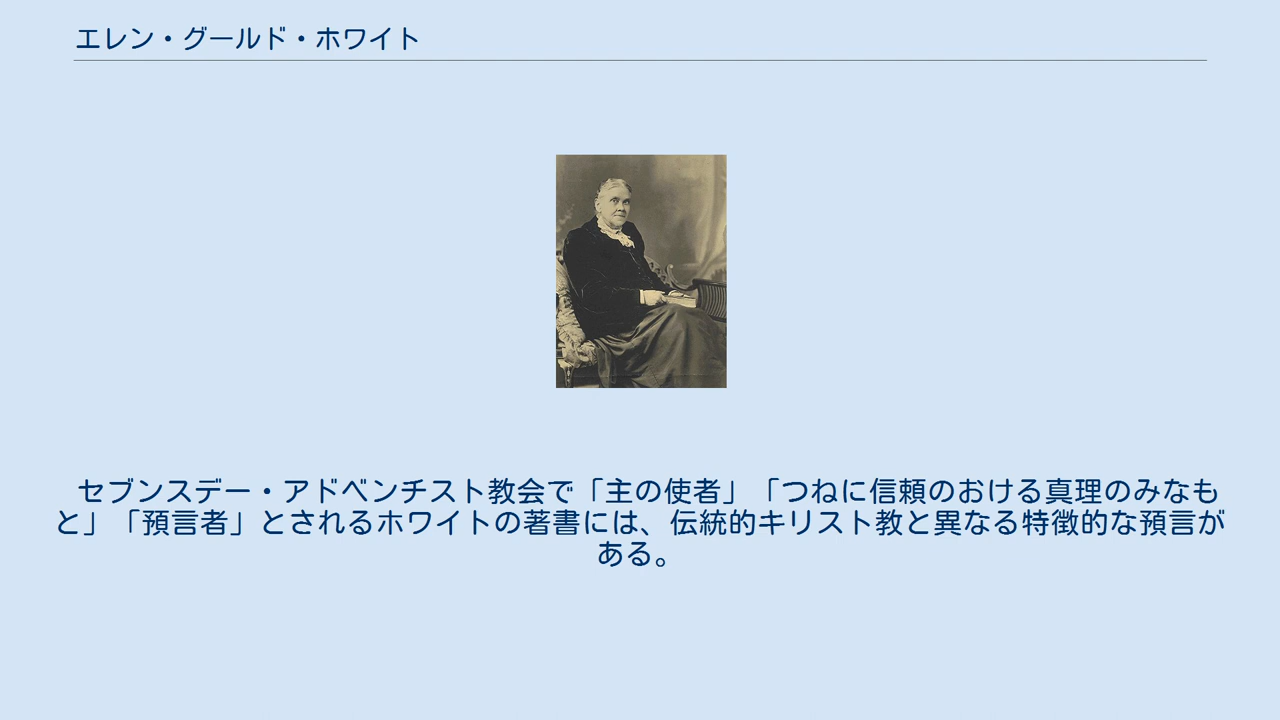 エレン・グールド・ホワイト
セブンスデー・アドベンチスト教会で「主の使者」「つねに信頼のおける真理のみなも
と」「預言者」とされるホワイトの著書には、伝統的キリスト教と異なる特徴的な預言が
ある。